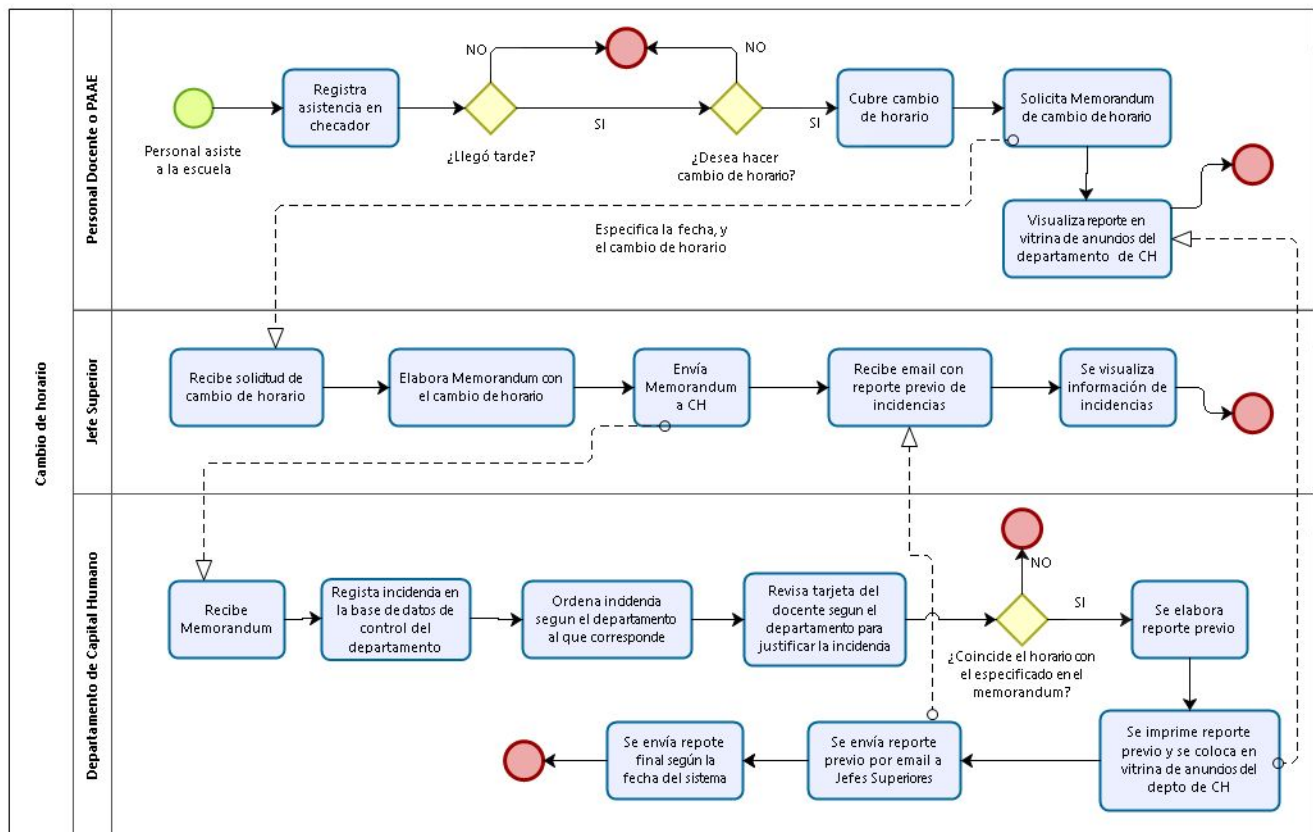 Cambio de horario
Personal Docente o PAAE
Personal asiste
a la escuela
Registra
asistencia en
checador
NO
¿Llegó tarde?
SI
NO
¿Desea hacer
cambio de horario?
SI
Cubre cambio
de horario
Solicita Memorandum
de cambio de horario
Visualiza reporte en
vitrina de anuncios del
departamento de CH
Especifica la fecha, y
el cambio de horario
Jefe Superior
Recibe solicitud de
cambio de horario
Elabora Memorandum con
el cambio de horario
Envía
Memorandum
a CH
Recibe email con
reporte previo de
incidencias
Se visualiza
información de
incidencias
Departamento de Capital Humano
Recibe
Memorandum
Regista incidencia en
la base de datos de
control del
departamento
Ordena incidencia
segun el departamento
al que corresponde
Revisa tarjeta del
docente segun el
departamento para
justificar la incidencia
NO
SI
¿Coincide el horario con
el especificado en el
memorandum?
Se elabora
reporte previo
Se imprime reporte
previo y se coloca en
vitrina de anuncios del
depto de CH
Se envía reporte
previo por email a
Jefes Superiores
Se envía repote
final según la
fecha del sistema